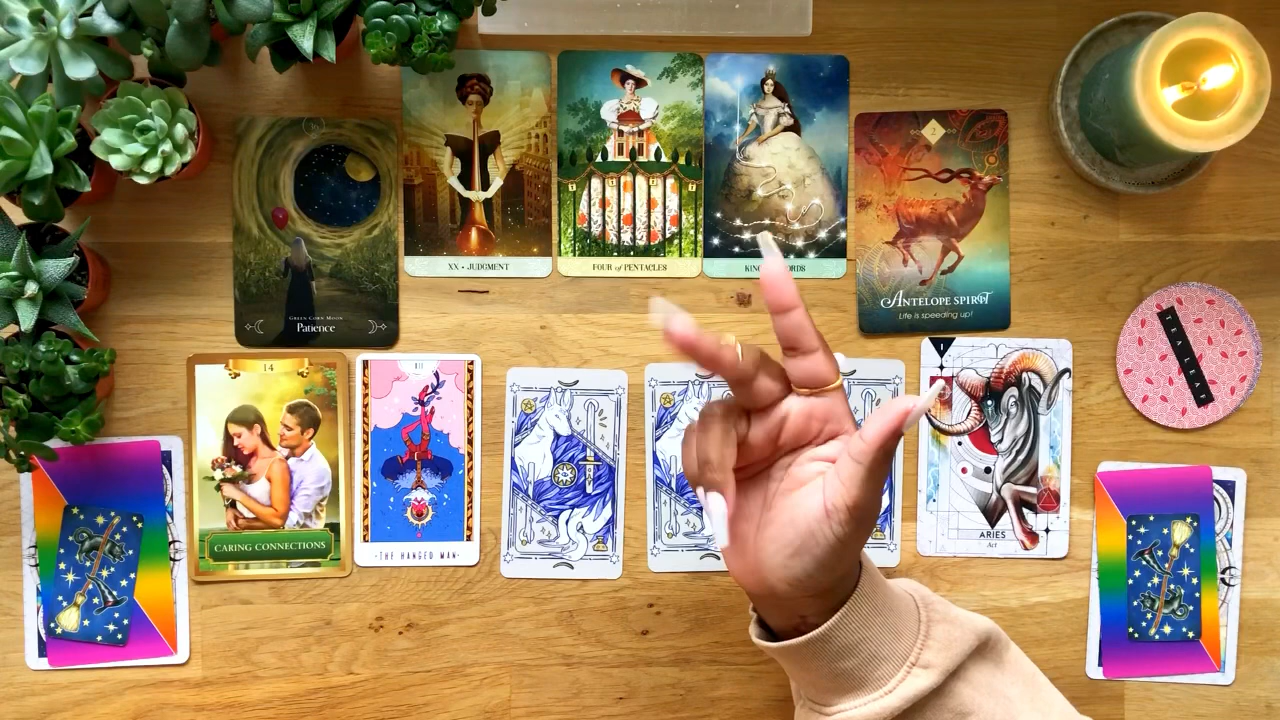 XX • JUDGMENT
FOUR of PENTACLES
2
ANTELOPE SPIRIT
Life is speeding up!
GREEN CORN MOON
Patience
14
CARING CONNECTIONS
XII
•THE HANGED MAN•
I
ARIES
Act
TEA LEAF